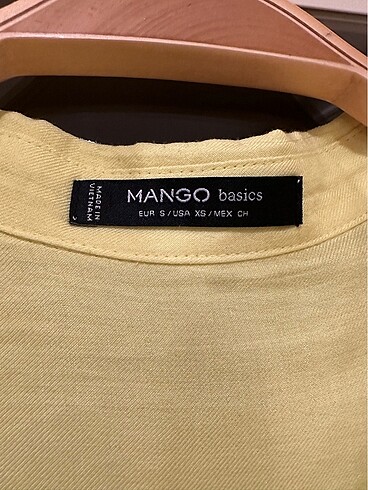 MADE IN
VIETNAM
MANGO basics
EUR S / USA XS / MEX CH